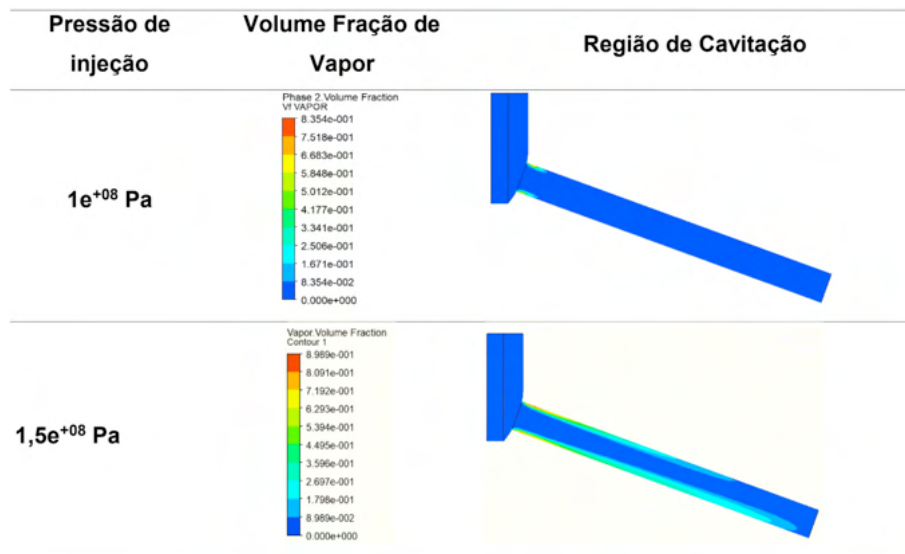 Pressão de injeção
Volume Fração de Vapor
Região de Cavitação
1e+08 Pa
Phase 2.Volume Fraction
Vf VAPOR
8.354e-001
7.518e-001
6.683e-001
5.848e-001
5.012e-001
4.177e-001
3.341e-001
2.506e-001
1.671e-001
8.354e-002
0.000e+000
1,5e+08 Pa
Vapor.Volume Fraction
Contour 1
8.989e-001
8.091e-001
7.192e-001
6.293e-001
5.394e-001
4.495e-001
3.596e-001
2.697e-001
1.798e-001
8.989e-002
0.000e+000